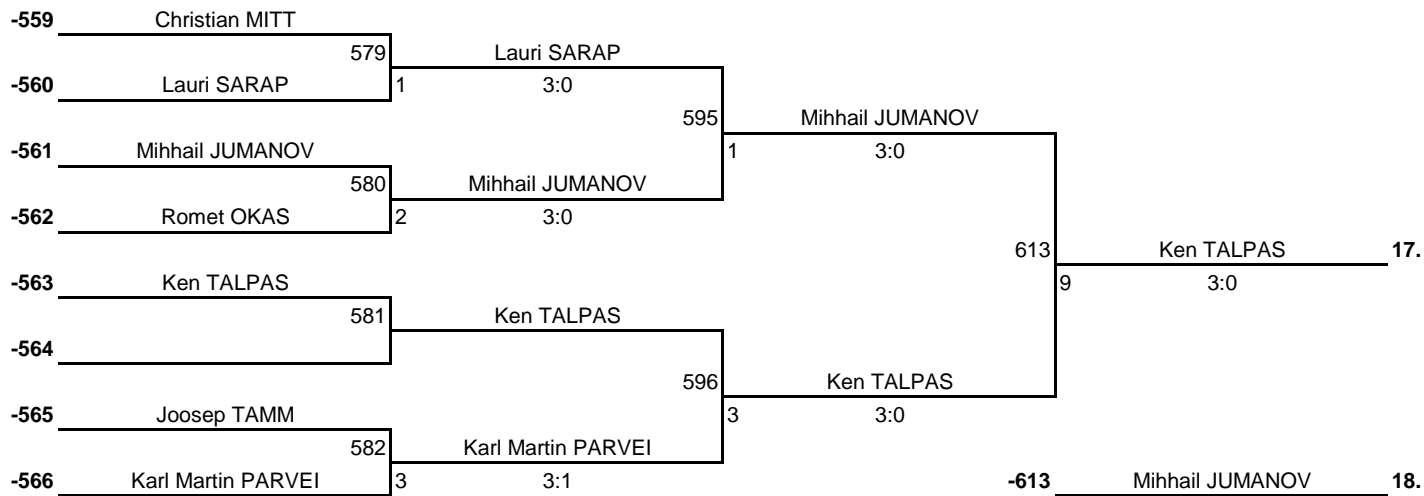 -559 Christian MITT
579 Lauri SARAP
-560 Lauri SARAP 1 3:0
595 Mihhail JUMANOV
-561 Mihhail JUMANOV 1 3:0
580 Mihhail JUMANOV
-562 Romet OKAS 2 3:0
613 Ken TALPAS 17.
-563 Ken TALPAS 9 3:0
581 Ken TALPAS
-564
596 Ken TALPAS
-565 Joosep TAMM 3 3:0
582 Karl Martin PARVEI
-566 Karl Martin PARVEI 3 3:1 -613 Mihhail JUMANOV 18.